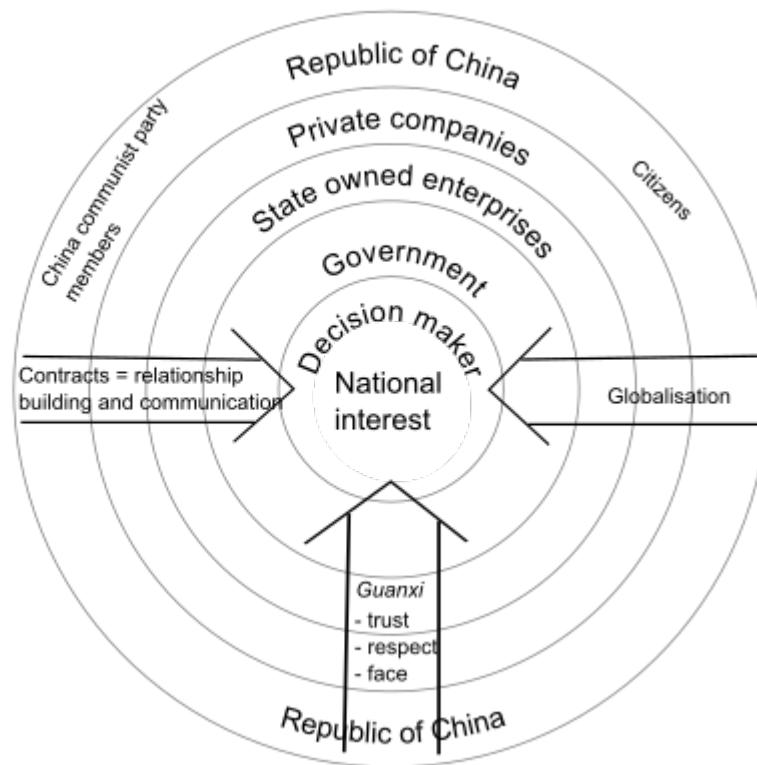 Republic of China
Private companies
State owned enterprises
Government
Decision maker
National
interest
China communist party
members
Citizens
Contracts = relationship
building and communication
Globalisation
Guanxi
- trust
- respect
- face
Republic of China